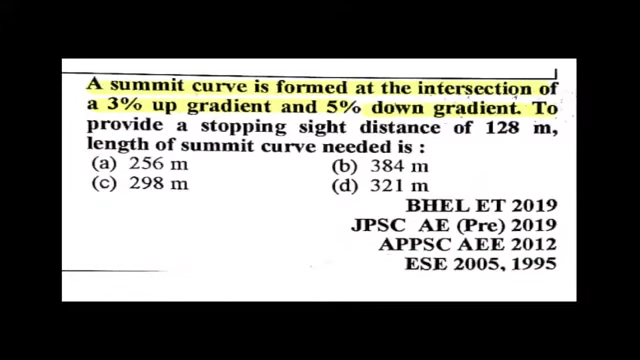 A summit curve is formed at the intersection of
a 3% up gradient and 5% down gradient. To
provide a stopping sight distance of 128 m,
length of summit curve needed is :
(a) 256 m (b) 384 m
(c) 298 m (d) 321 m
BHEL ET 2019
JPSC AE (Pre) 2019
APPSC AEE 2012
ESE 2005, 1995